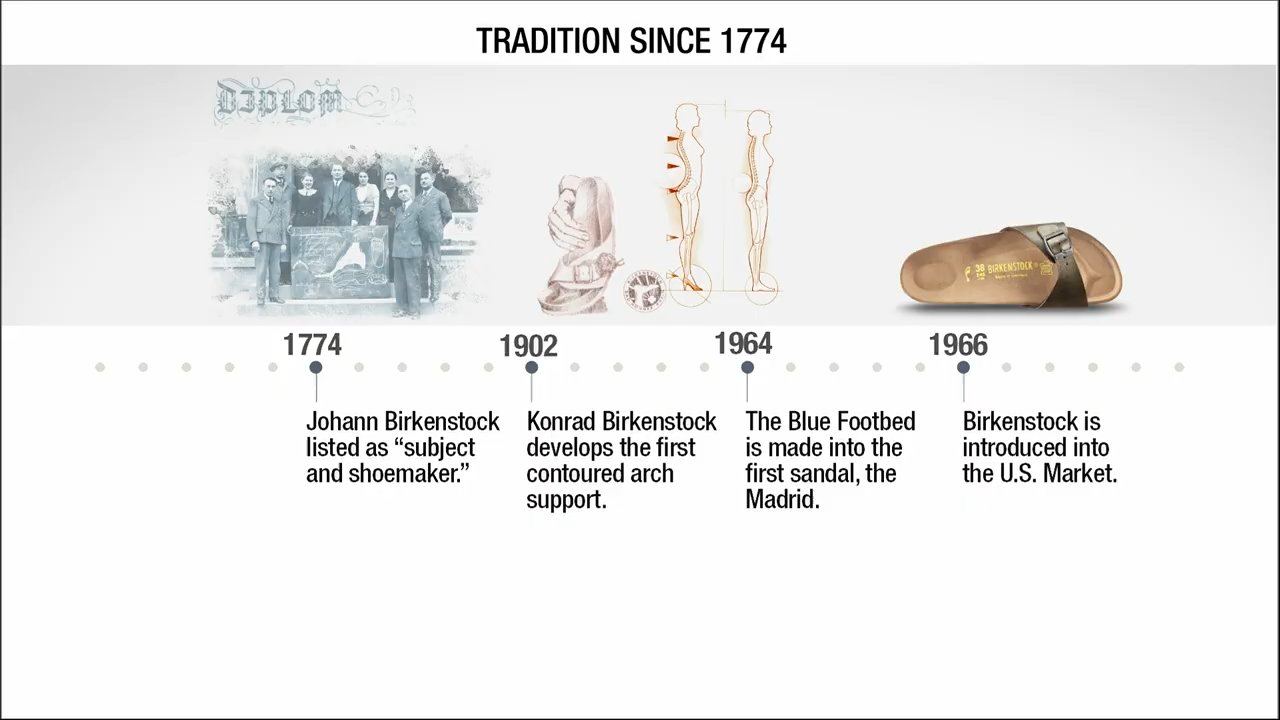 TRADITION SINCE 1774
Diplom
38
BIRKENSTOCK
1774
1902
1964
1966
Johann Birkenstock
listed as “subject
and shoemaker.”
Konrad Birkenstock
develops the first
contoured arch
support.
The Blue Footbed
is made into the
first sandal, the
Madrid.
Birkenstock is
introduced into
the U.S. Market.